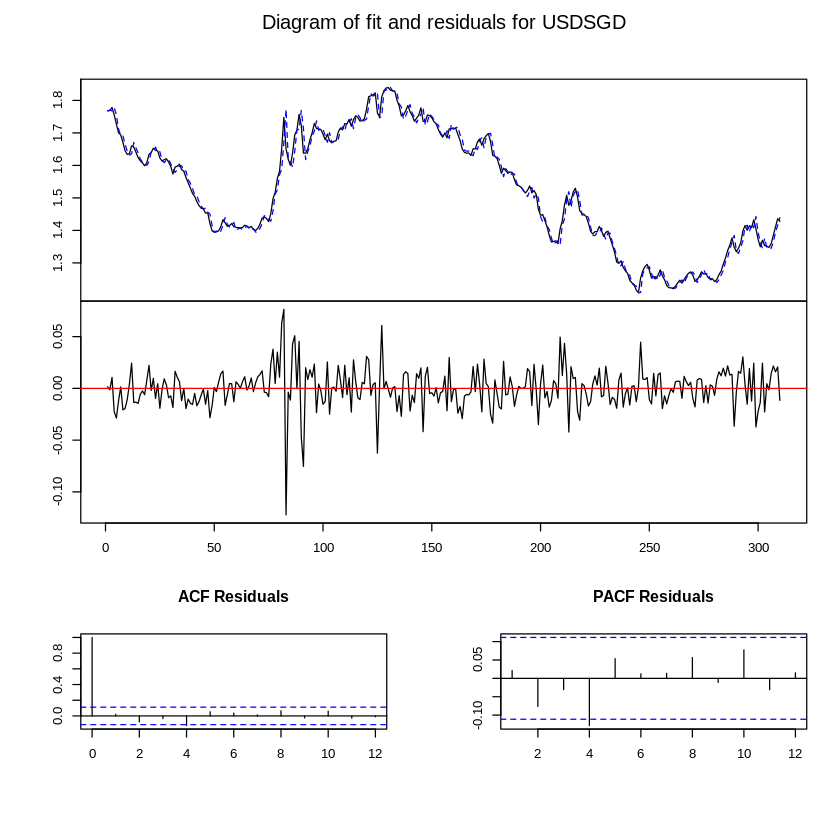 Diagram of fit and residuals for USDSGD
1.8
1.7
1.6
1.5
1.4
1.3
0.05
0.00
-0.05
-0.10
0 50 100 150 200 250 300
ACF Residuals
PACF Residuals
0.8
0.4
0.0
0 2 4 6 8 10 12
0.05
-0.10
2 4 6 8 10 12